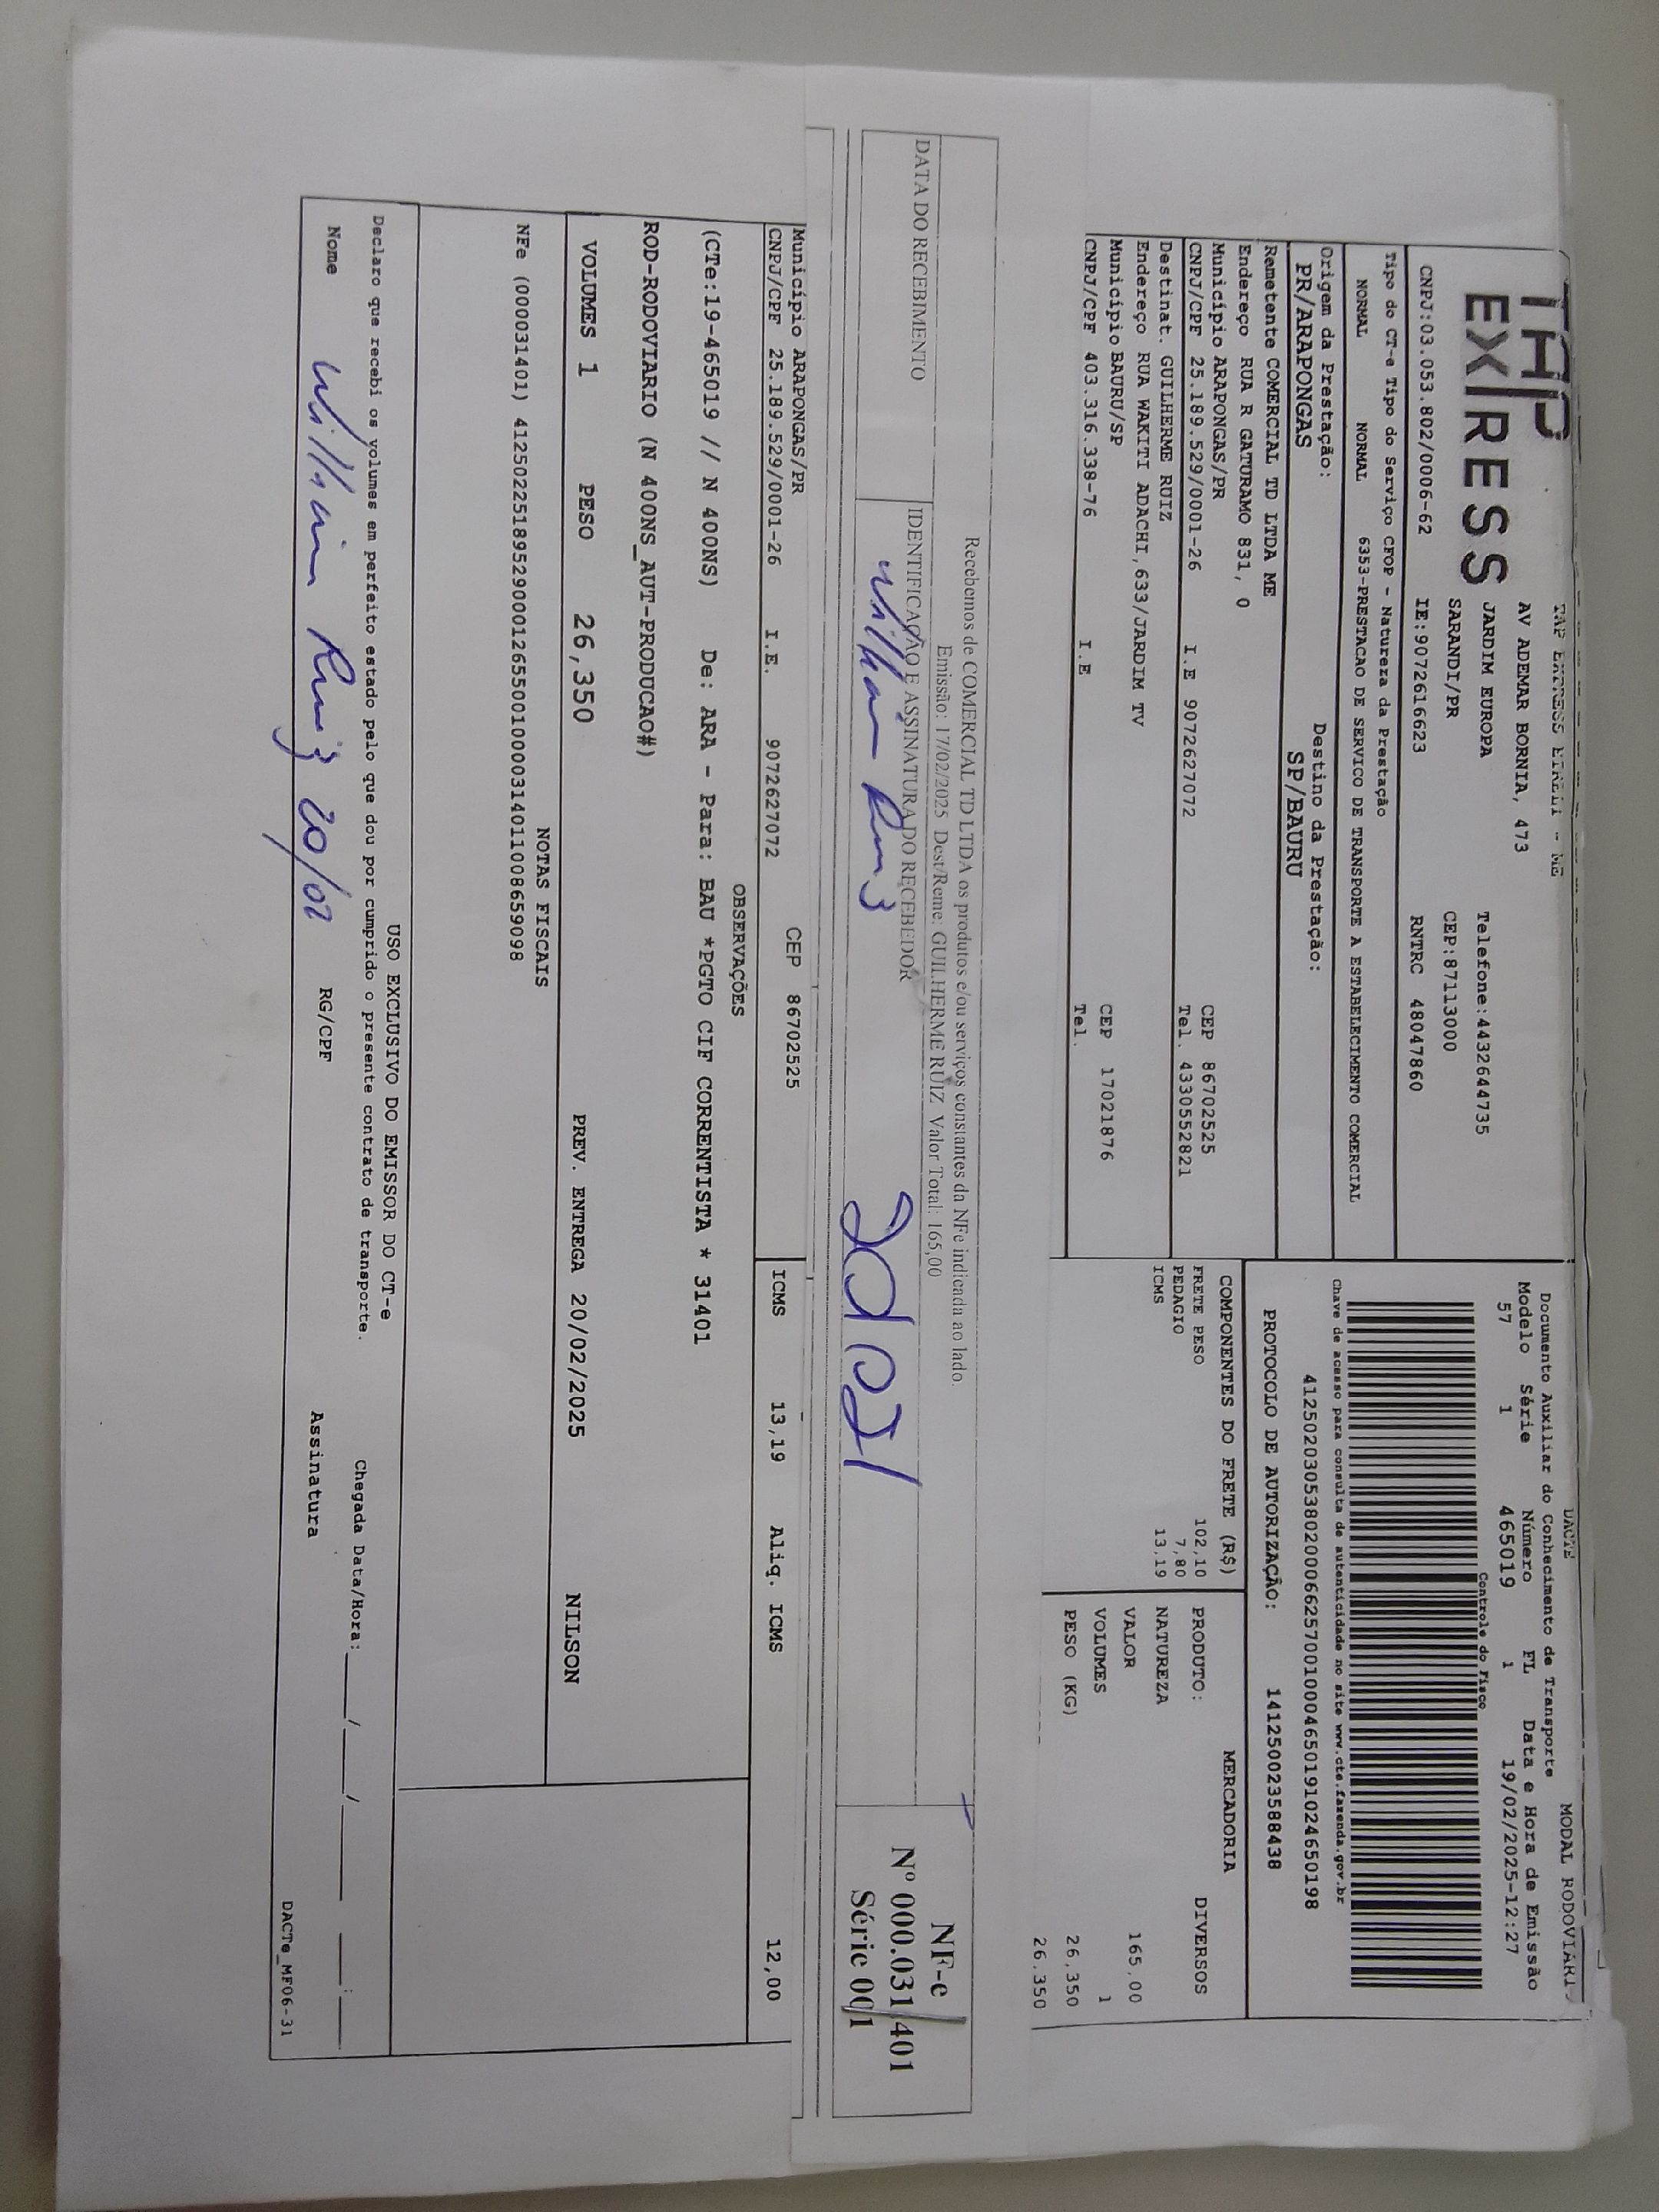 TAP EXPRESS EIRELI - ME
AV ADEMAR BORNIA, 473
JARDIM EUROPA Telefone:4432644735
SARANDI/PR CEP:87113000
TAP
EXPRESS
CNPJ:03.053.802/0006-62 IE:9072616623 RNTRC 48047860
Tipo do CT-e Tipo do Serviço CFOP - Natureza da Prestação
NORMAL NORMAL 6353-PRESTACAO DE SERVICO DE TRANSPORTE A ESTABELECIMENTO COMERCIAL
Origem da Prestação: Destino da Prestação:
PR/ARAPONGAS SP/BAURU
Remetente COMERCIAL TD LTDA ME
Endereço RUA R GATURAMO 831, 0
Município ARAPONGAS/PR CEP 86702525
CNPJ/CPF 25.189.529/0001-26 I.E 9072627072 Tel. 4330552821
Destinat. GUILHERME RUIZ
Endereço RUA WAKITI ADACHI,633/JARDIM TV
Município BAURU/SP CEP 17021876
CNPJ/CPF 403.316.338-76 I.E Tel.
DACTE MODAL RODOVIARI
Documento Auxiliar do Conhecimento de Transporte
Modelo Série Número FL Data e Hora de Emissão
57 1 465019 1 19/02/2025-12:27
Controle do Fisco
Chave de acesso para consulta de autenticidade no site www.cte.fazenda.gov.br
41250203053802000662570010004650191024650198
PROTOCOLO DE AUTORIZAÇÃO: 141250023588438
COMPONENTES DO FRETE (R$)
FRETE PESO 102,10
PEDAGIO 7,80
ICMS 13,19
MERCADORIA
PRODUTO: DIVERSOS
NATUREZA
VALOR 165,00
VOLUMES 1
PESO (KG) 26,350
26,350
Recebemos de COMERCIAL TD LTDA os produtos e/ou serviços constantes da NFe indicada ao lado.
Emissão: 17/02/2025 Dest/Reme: GUILHERME RUIZ Valor Total: 165,00
DATA DO RECEBIMENTO IDENTIFICAÇÃO E ASSINATURA DO RECEBEDOR
Willian Ruiz
NF-e
Nº 000.031.401
Série 001
Município ARAPONGAS/PR CEP 86702525
CNPJ/CPF 25.189.529/0001-26 I.E. 9072627072 ICMS 13,19 Aliq. ICMS 12,00
OBSERVAÇÕES
(CTe:19-465019 // N 400NS) De: ARA - Para: BAU *PGTO CIF CORRENTISTA * 31401
ROD-RODOVIARIO (N 400NS_AUT-PRODUCAO#)
VOLUMES 1 PESO 26,350 PREV. ENTREGA 20/02/2025 NILSON
NOTAS FISCAIS
NFe (000031401) 41250225189529000126550010000314011008659098
USO EXCLUSIVO DO EMISSOR DO CT-e
Declaro que recebi os volumes em perfeito estado pelo que dou por cumprido o presente contrato de transporte. Chegada Data/Hora: ____/____/____ __:__
Nome Willian Ruiz 20/02 RG/CPF Assinatura
DACTe_MF06-31